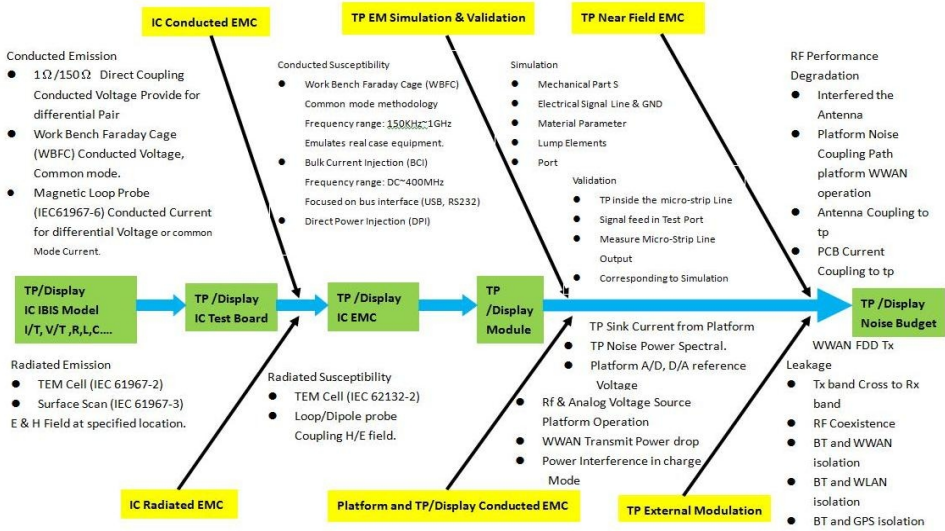 IC Conducted EMC
TP EM Simulation & Validation
TP Near Field EMC
Conducted Emission
● 1Ω/150Ω Direct Coupling
Conducted Voltage Provide for
differential Pair
● Work Bench Faraday Cage
(WBFC) Conducted Voltage,
Common mode.
● Magnetic Loop Probe
(IEC61967-6) Conducted Current
for differential Voltage or common
Mode Current.
Conducted Susceptibility
● Work Bench Faraday Cage (WBFC)
Common mode methodology
Frequency range: 150KHz~1GHz
Emulates real case equipment.
● Bulk Current Injection (BCI)
Frequency range: DC~400MHz
Focused on bus interface (USB, RS232)
● Direct Power Injection (DPI)
Simulation
● Mechanical Part S
● Electrical Signal Line & GND
● Material Parameter
● Lump Elements
● Port
Validation
● TP inside the micro-strip Line
● Signal feed in Test Port
● Measure Micro-Strip Line
Output
● Corresponding to Simulation
RF Performance
Degradation
● Interfered the
Antenna
● Platform Noise
Coupling Path
platform WWAN
operation
● Antenna Coupling to
tp
● PCB Current
Coupling to tp
TP/Display
IC IBIS Model
I/T, V/T ,R,L,C....
TP /Display
IC Test Board
TP /Display
IC EMC
TP
/Display
Module
TP /Display
Noise Budget
Radiated Emission
● TEM Cell (IEC 61967-2)
● Surface Scan (IEC 61967-3)
E & H Field at specified location.
Radiated Susceptibility
● TEM Cell (IEC 62132-2)
● Loop/Dipole probe
Coupling H/E field.
TP Sink Current from Platform
● TP Noise Power Spectral.
● Platform A/D, D/A reference
Voltage
● Rf & Analog Voltage Source
Platform Operation
● WWAN Transmit Power drop
● Power Interference in charge
Mode
WWAN FDD Tx
Leakage
● Tx band Cross to Rx
band
● RF Coexistence
● BT and WWAN
isolation
● BT and WLAN
isolation
● BT and GPS isolation
IC Radiated EMC
Platform and TP/Display Conducted EMC
TP External Modulation